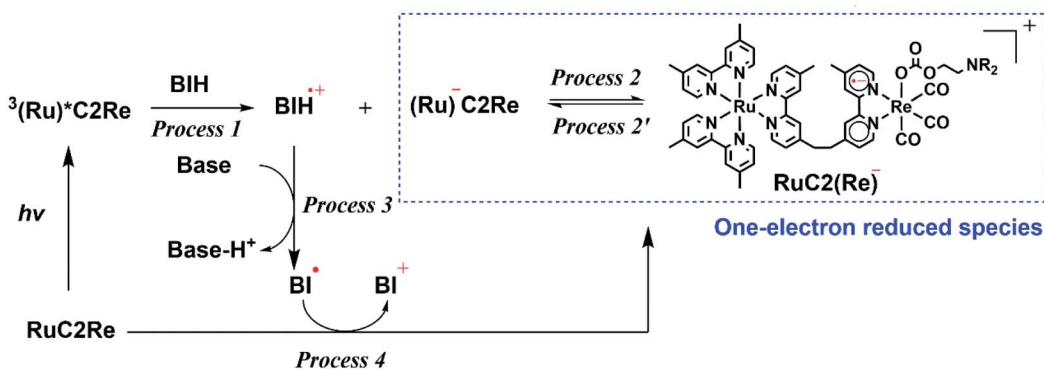 ³(Ru)*C2Re
BIH
Process 1
BIH•+
+
(Ru)⁻C2Re
Process 2
Process 2'
N
N
N
N
N
N
Ru
•−
N
N
Re
O
O
O
NR₂
CO
CO
CO
+
RuC2(Re)⁻
One-electron reduced species
hν
Base
Process 3
Base-H⁺
BI•
BI⁺
RuC2Re
Process 4